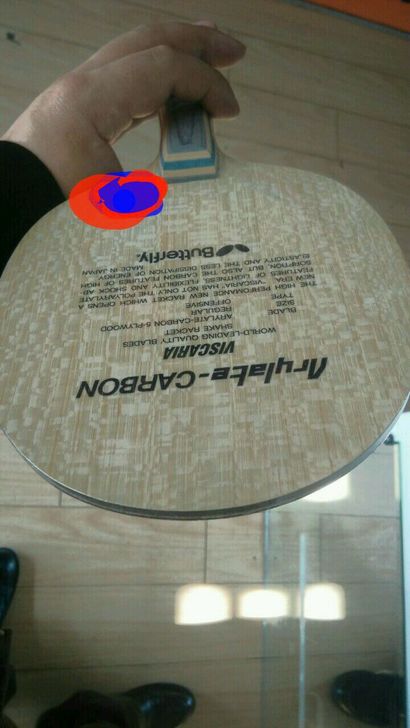 Arylate-CARBON
VISCARIA
WORLD-LEADING QUALITY BLADES
SHAKE RACKET
BLADE ARYLATE-CARBON 5-PLYWOOD
SIZE REGULAR
TYPE OFFENSIVE
THE HIGH PERFORMANCE NEW RACKET WHICH OPENS A
NEW EPOCH. "VISCARIA" HAS NOT ONLY THE POLYARYLATE
FEATURES OF LIGHTNESS, FLEXIBILITY AND SHOCK AB-
SORPTION, BUT ALSO THE CARBON FEATURES OF HIGH
ELASTICITY AND THE LESS DISSIPATION OF ENERGY.
MADE IN JAPAN
Butterfly.